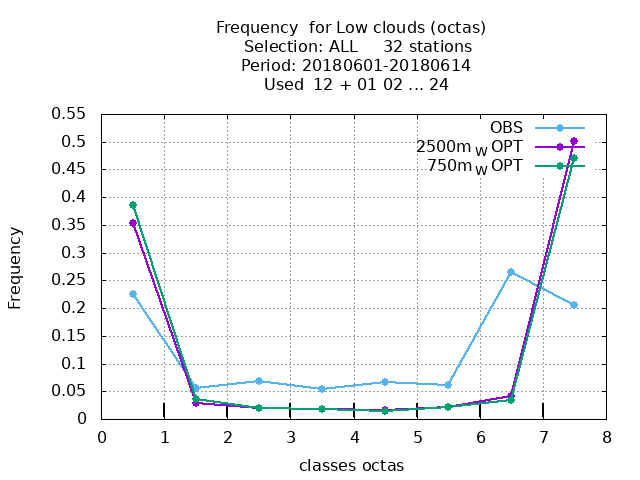 Frequency  for Low clouds (octas)
Selection: ALL     32 stations
Period: 20180601-20180614
Used  12 + 01 02 ... 24
OBS
2500m W OPT
750m W OPT
0.55
0.5
0.45
0.4
0.35
0.3
0.25
0.2
0.15
0.1
0.05
0
Frequency
0 1 2 3 4 5 6 7 8
classes octas